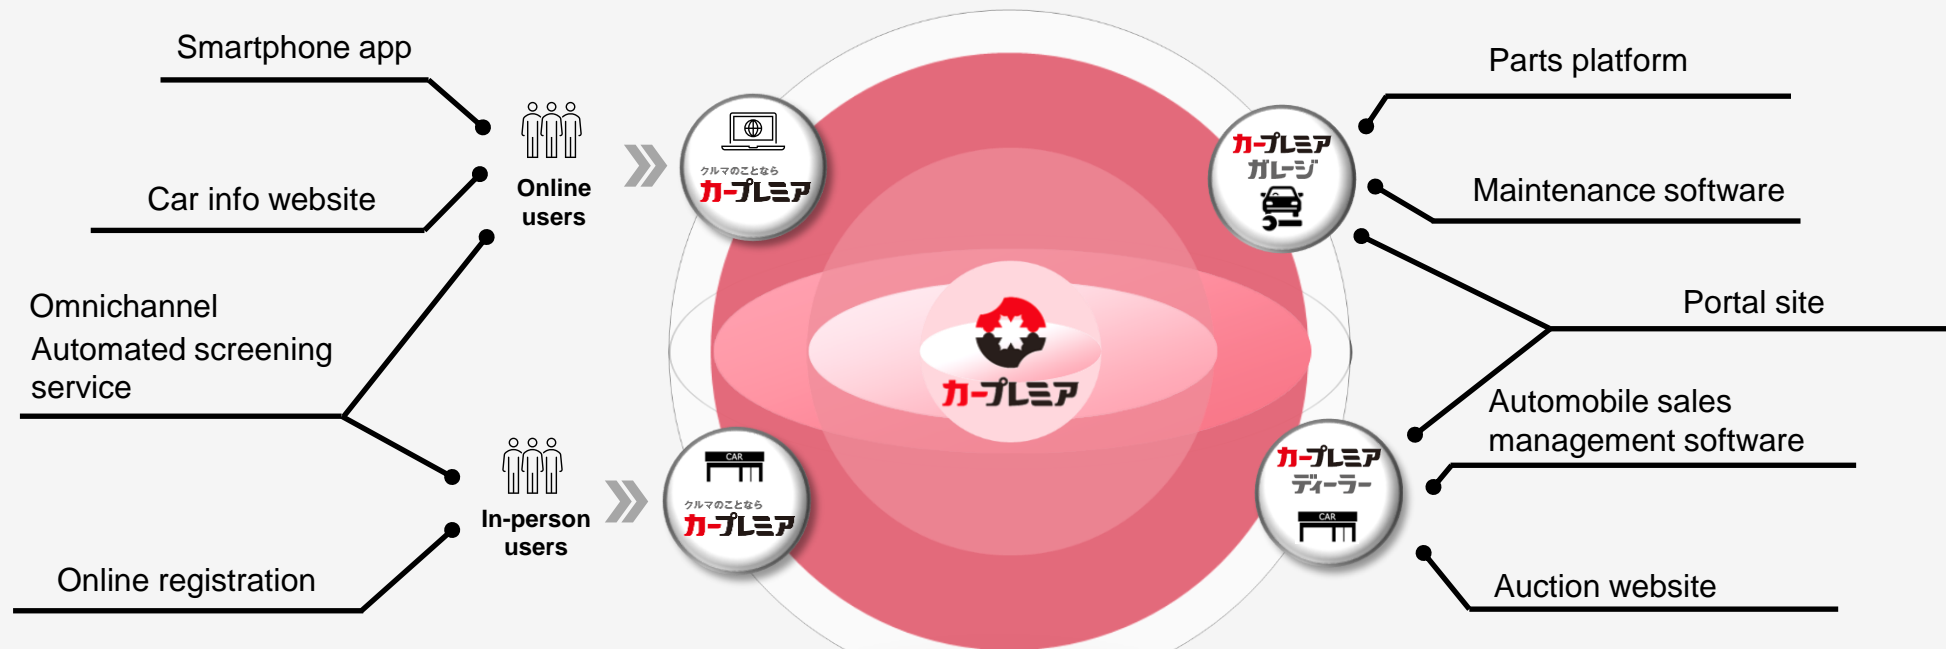 Smartphone app
Car info website
Omnichannel
Automated screening
service
Online registration
Online
users
In-person
users
クルマのことなら
カープレミア
CAR
クルマのことなら
カープレミア
カープレミア
カープレミア
ガレージ
カープレミア
ディーラー
CAR
Parts platform
Maintenance software
Portal site
Automobile sales
management software
Auction website